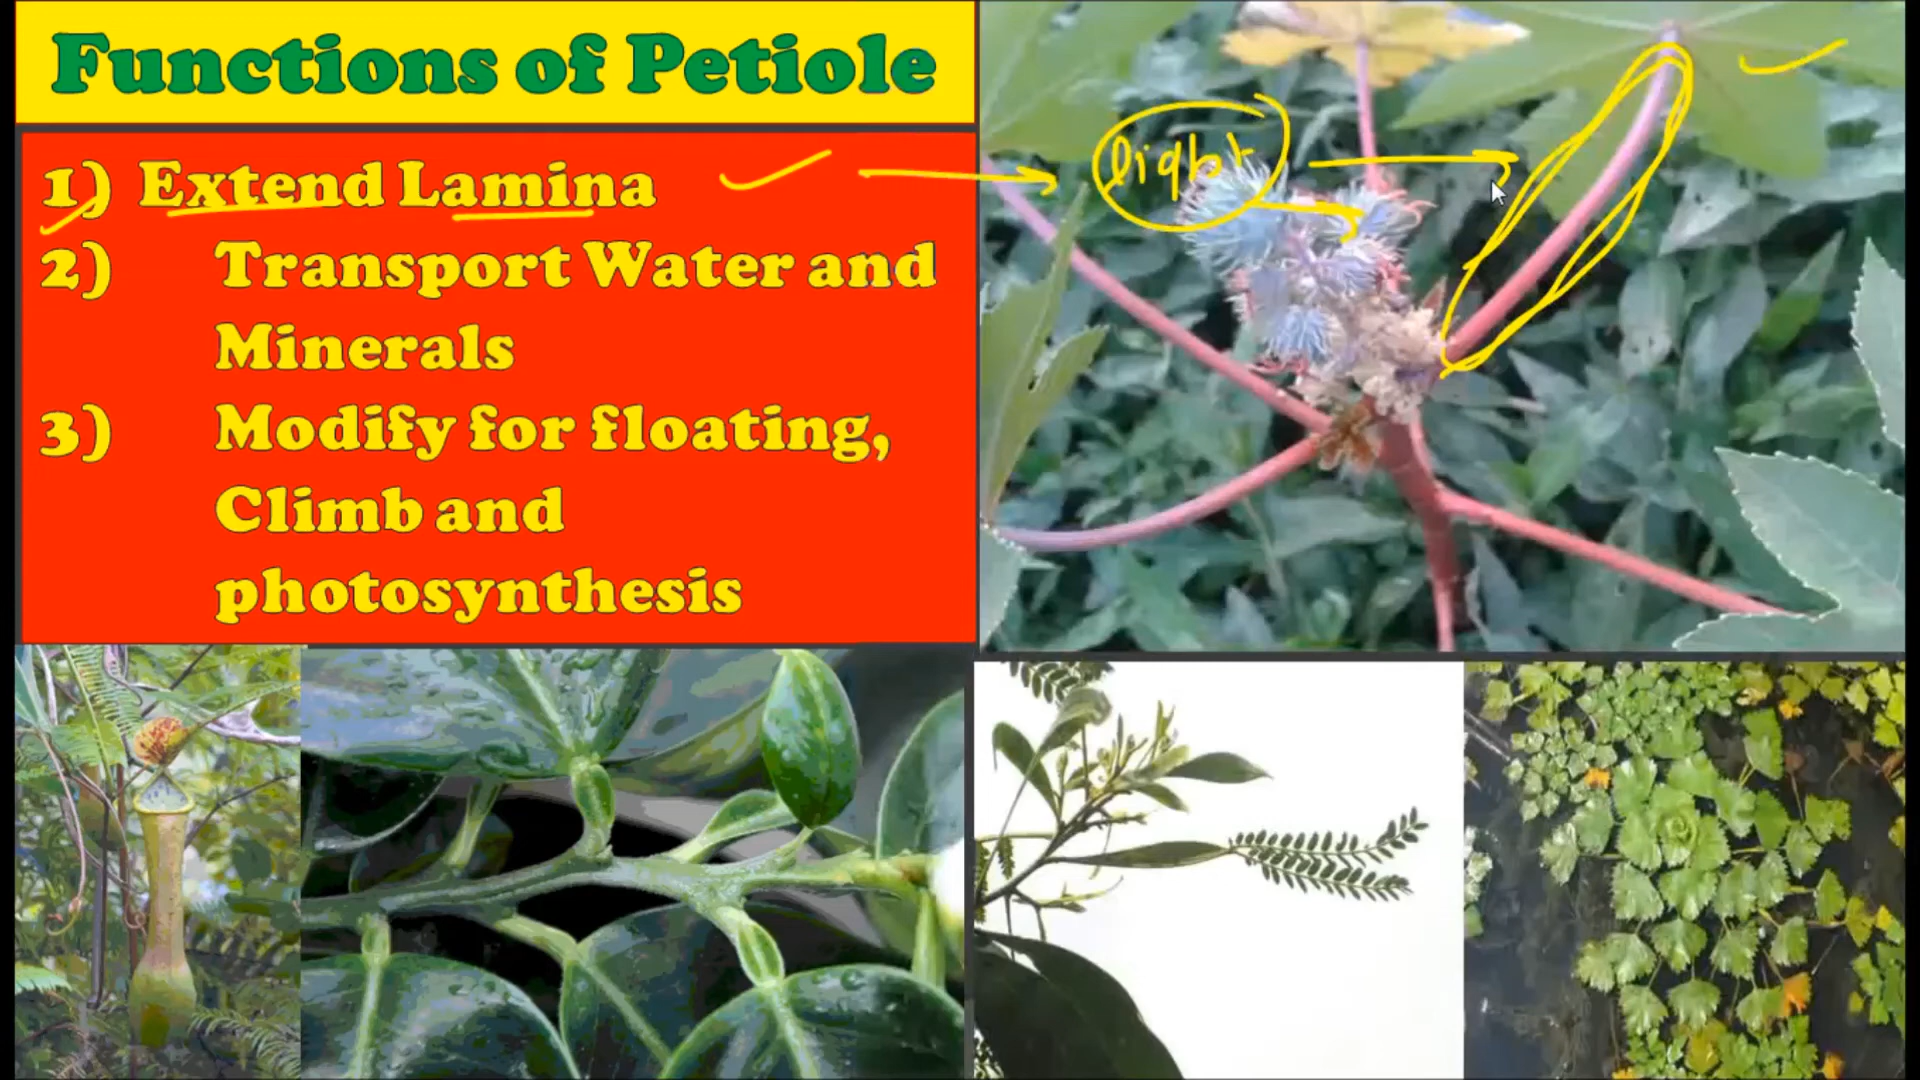 Functions of Petiole
1) Extend Lamina
2) Transport Water and
Minerals
3) Modify for floating,
Climb and
photosynthesis
light